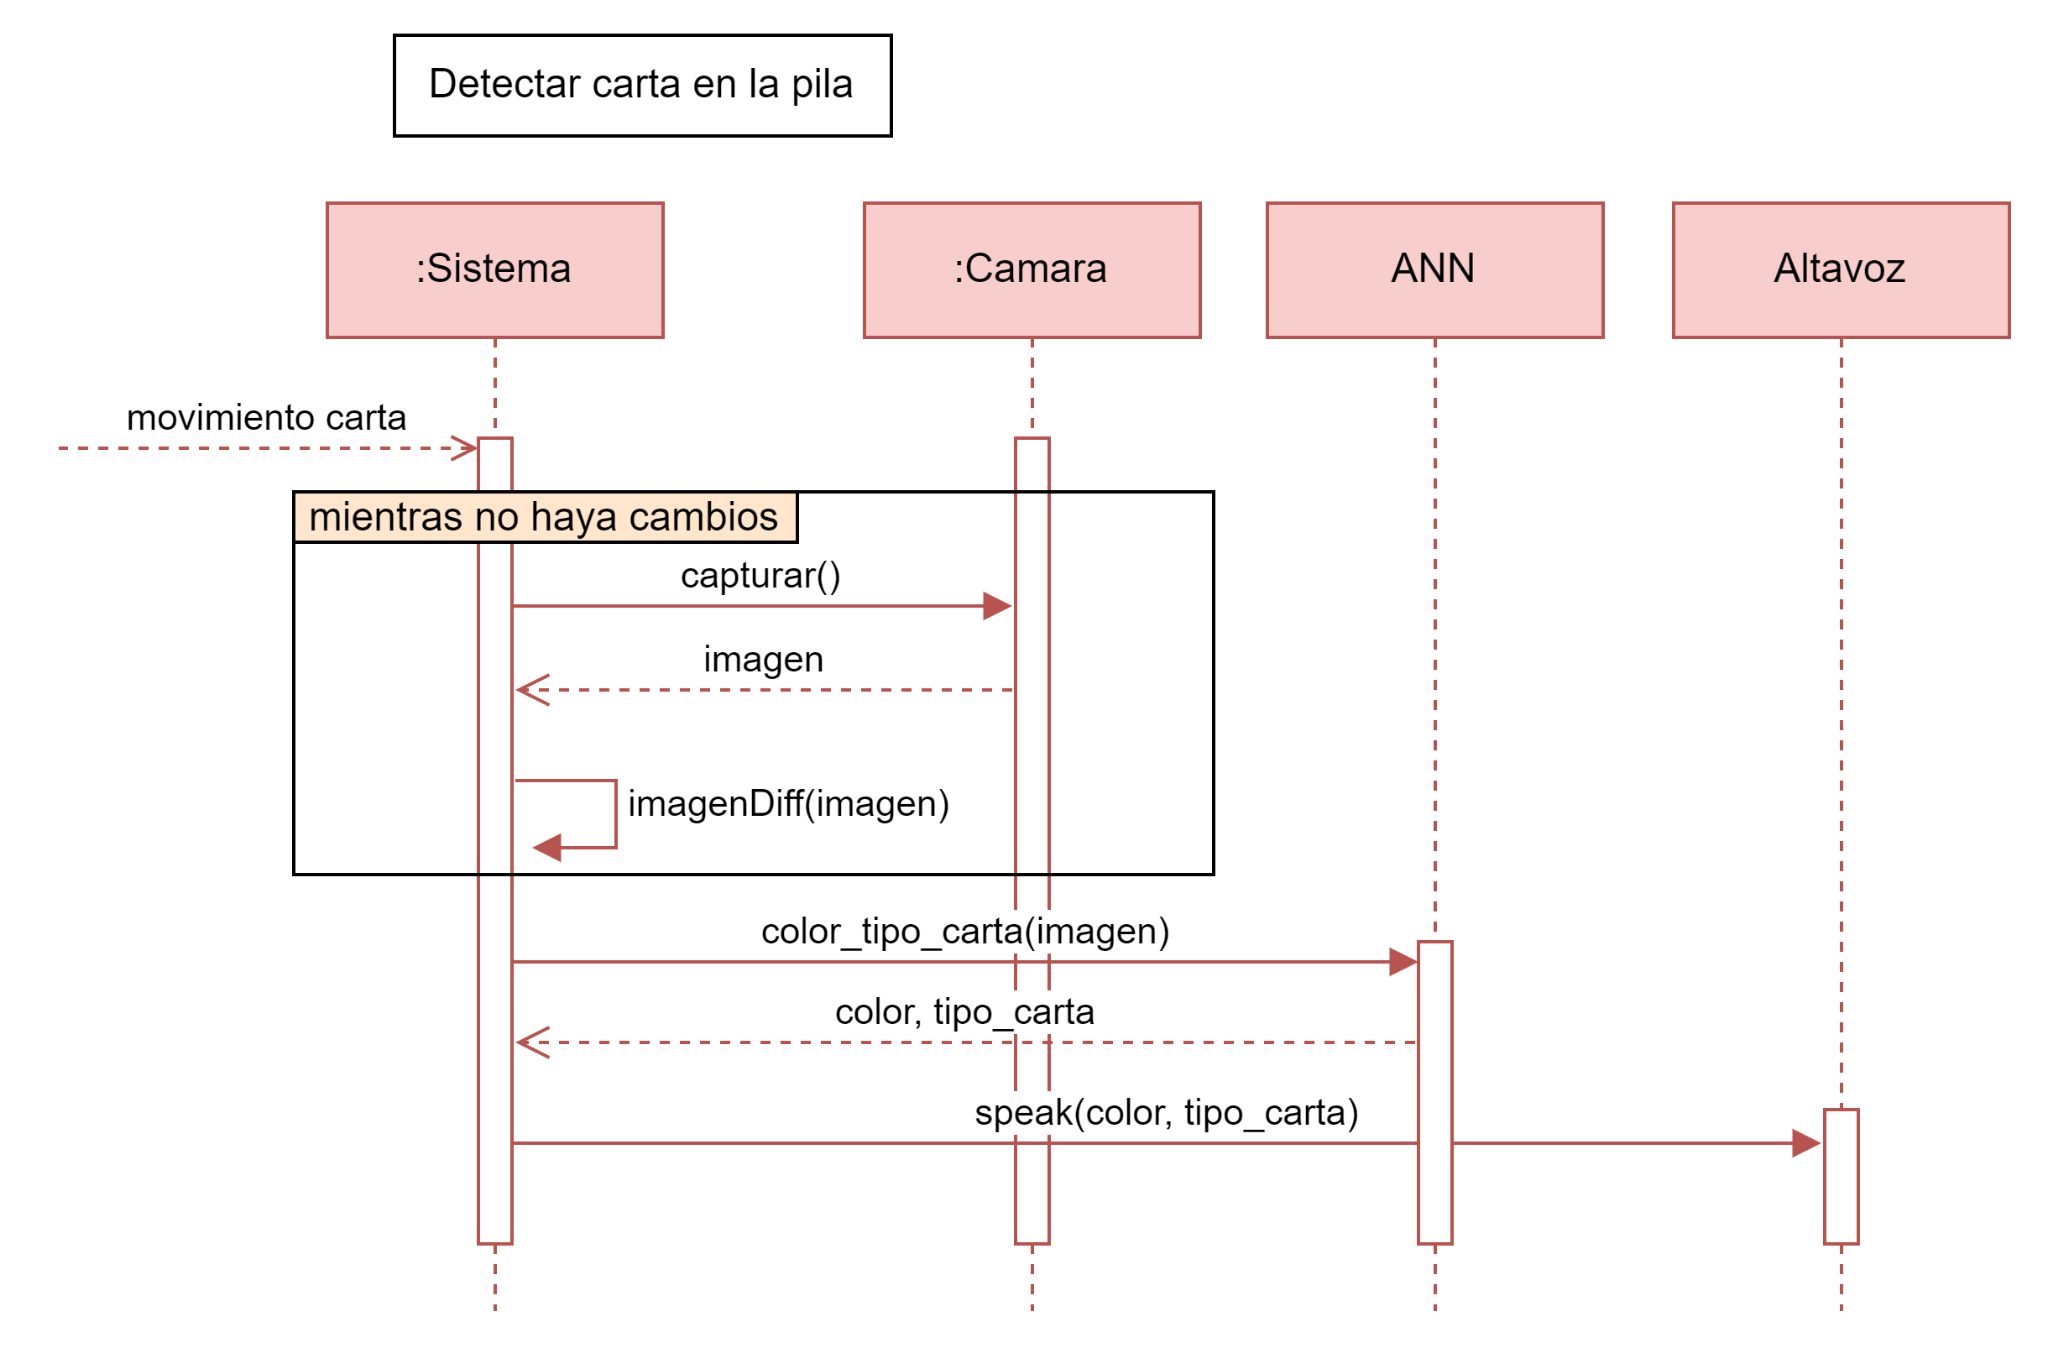 Detectar carta en la pila
:Sistema
:Camara
ANN
Altavoz
movimiento carta
mientras no haya cambios
capturar()
imagen
imagenDiff(imagen)
color_tipo_carta(imagen)
color, tipo_carta
speak(color, tipo_carta)